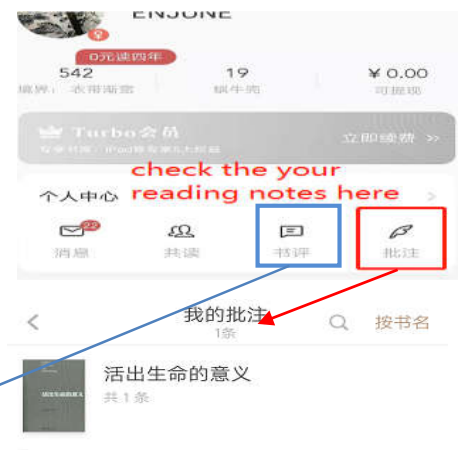 ENJUNE
0元读四年
542 19 ¥ 0.00
境界：衣带渐宽 蜗牛壳 可提现
Turbo会员 立即续费 »
check the your
reading notes here
个人中心 >
22
消息 共读 书评 批注
< 我的批注 按书名
1条
活出生命的意义
共1条